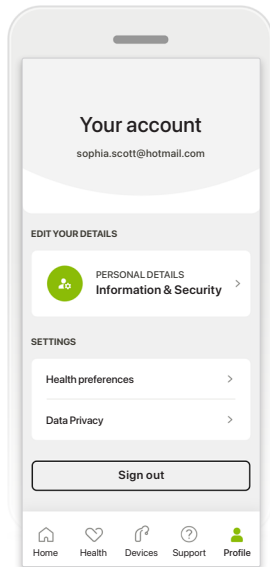 Your account
sophia.scott@hotmail.com
EDIT YOUR DETAILS
PERSONAL DETAILS
Information & Security
SETTINGS
Health preferences
Data Privacy
Sign out
Home Health Devices Support Profile